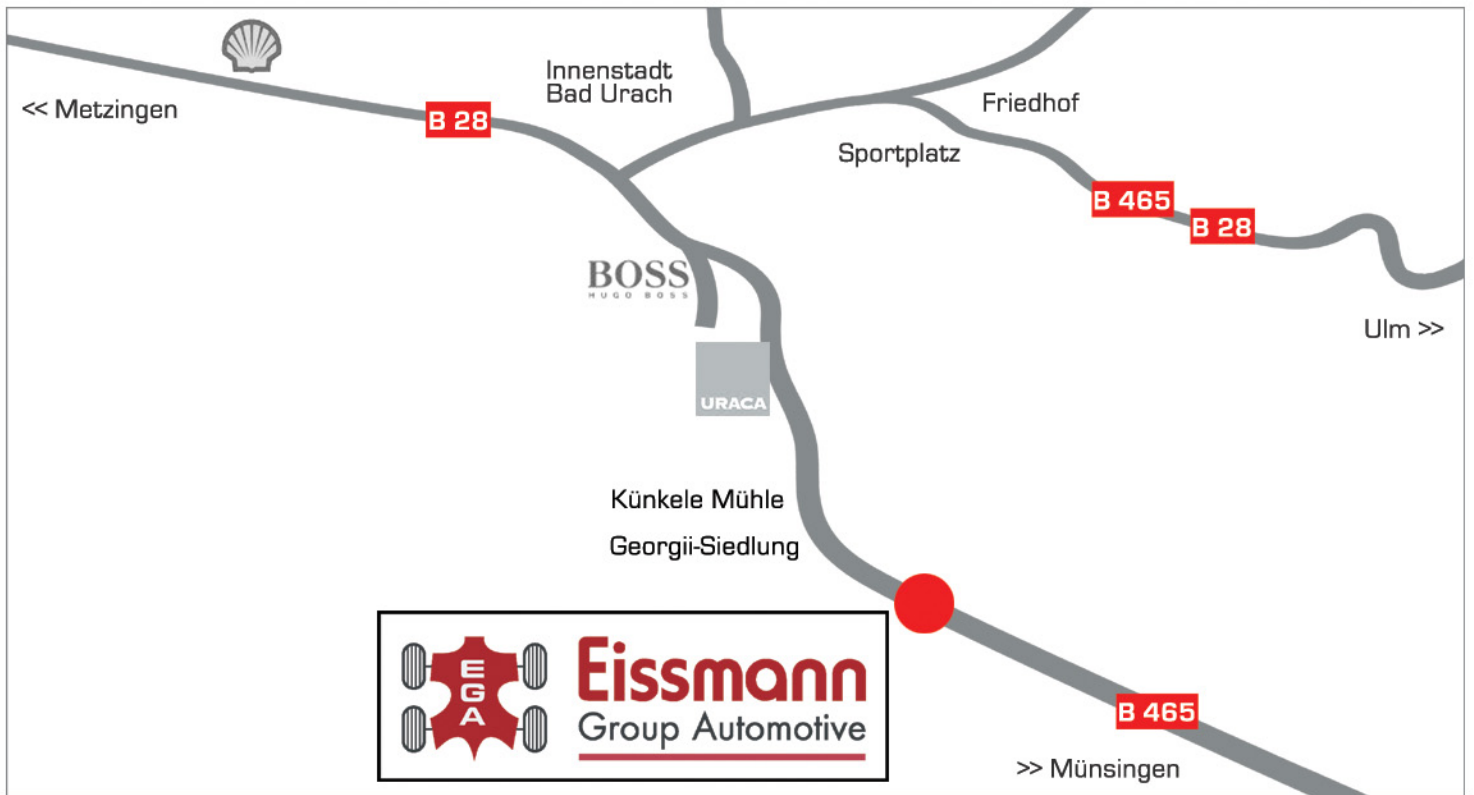 << Metzingen
B 28
Innenstadt
Bad Urach
Friedhof
Sportplatz
B 465
B 28
Ulm >>
BOSS
HUGO BOSS
URACA
Künkele Mühle
Georgii-Siedlung
EGA
Eissmann
Group Automotive
B 465
>> Münsingen